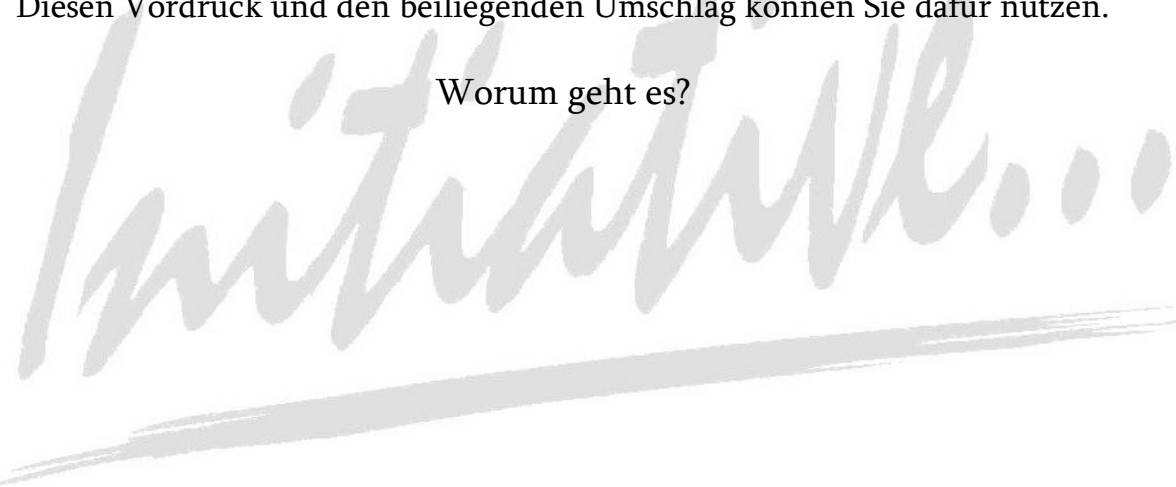 Diesen Vordruck und den beiliegenden Umschlag können Sie dafür nutzen.
Worum geht es?
Initiative...